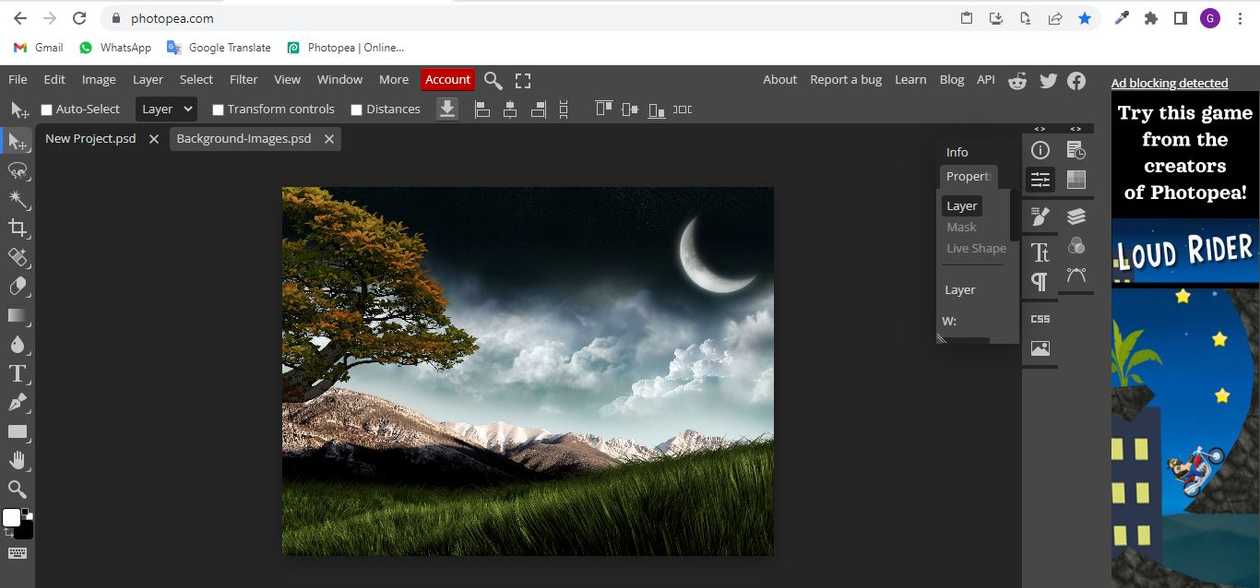 photopea.com
G
Gmail WhatsApp Google Translate Photopea | Online...
File Edit Image Layer Select Filter View Window More Account
About Report a bug Learn Blog API
Ad blocking detected
Auto-Select Layer Transform controls Distances
New Project.psd Background-Images.psd
Info
Propert
Layer
Mask
Live Shape
Layer
W:
CSS
Try this game
from the
creators
of Photopea!
LOUD RIDER